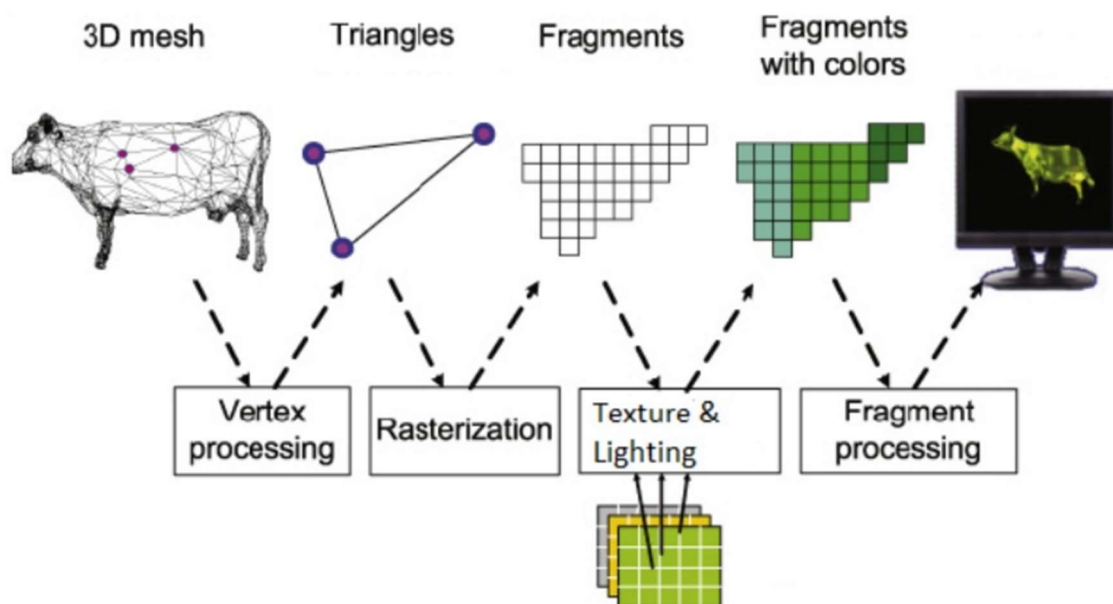 3D mesh
Triangles
Fragments
Fragments
with colors
Vertex
processing
Rasterization
Texture &
Lighting
Fragment
processing